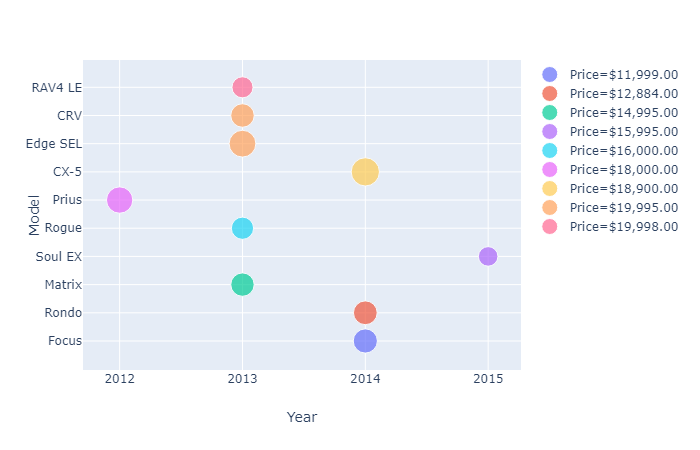 RAV4 LE
CRV
Edge SEL
CX-5
Prius
Rogue
Soul EX
Matrix
Rondo
Focus
Model
2012 2013 2014 2015
Year
Price=$11,999.00
Price=$12,884.00
Price=$14,995.00
Price=$15,995.00
Price=$16,000.00
Price=$18,000.00
Price=$18,900.00
Price=$19,995.00
Price=$19,998.00